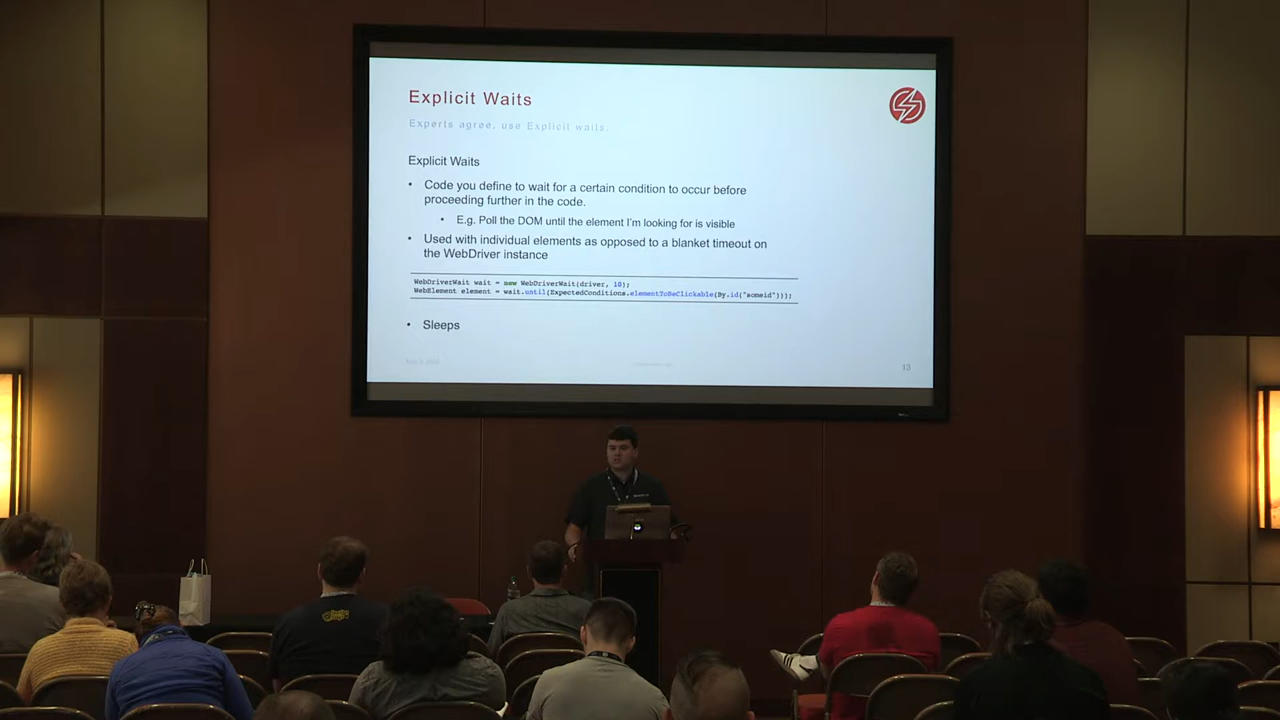 Explicit Waits
Experts agree, use Explicit waits.
Explicit Waits
• Code you define to wait for a certain condition to occur before
proceeding further in the code.
• E.g. Poll the DOM until the element I'm looking for is visible
• Used with individual elements as opposed to a blanket timeout on
the WebDriver instance
WebDriverWait wait = new WebDriverWait(driver, 10);
WebElement element = wait.until(ExpectedConditions.elementToBeClickable(By.id("someid")));
• Sleeps
13